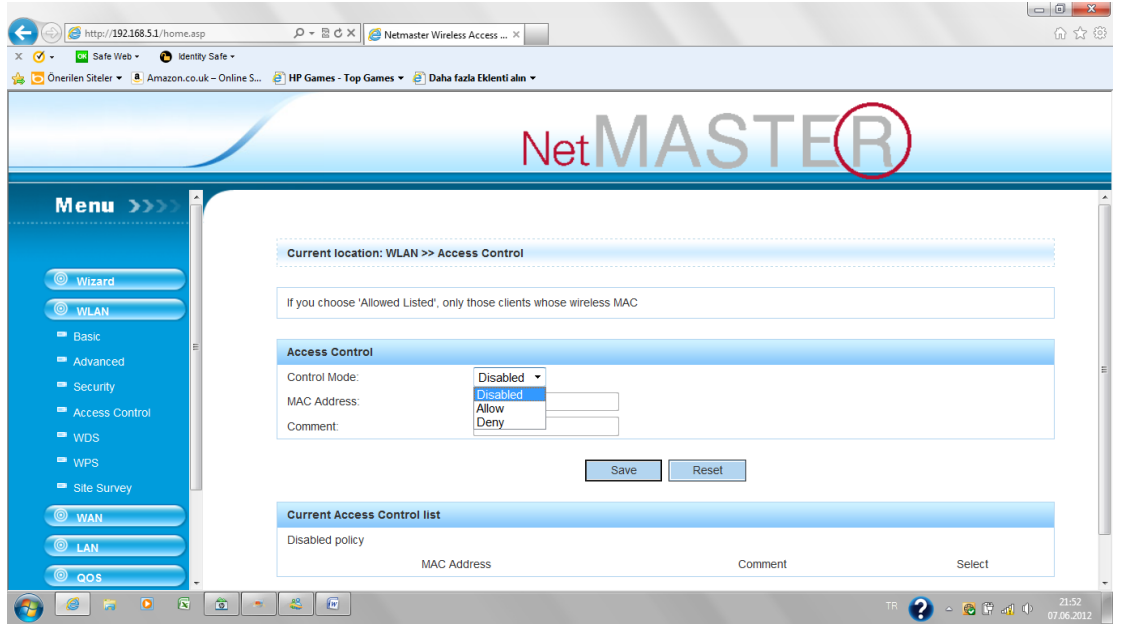 http://192.168.5.1/home.asp
Netmaster Wireless Access ...
Safe Web
Identity Safe
Önerilen Siteler
Amazon.co.uk – Online S...
HP Games - Top Games
Daha fazla Eklenti alın
NetMASTER
Menu >>>>
Wizard
WLAN
Basic
Advanced
Security
Access Control
WDS
WPS
Site Survey
WAN
LAN
QOS
Current location: WLAN >> Access Control
If you choose 'Allowed Listed', only those clients whose wireless MAC
Access Control
Control Mode:
Disabled
Disabled
Allow
Deny
MAC Address:
Comment:
Save
Reset
Current Access Control list
Disabled policy
MAC Address Comment Select
TR
21:52
07.06.2012